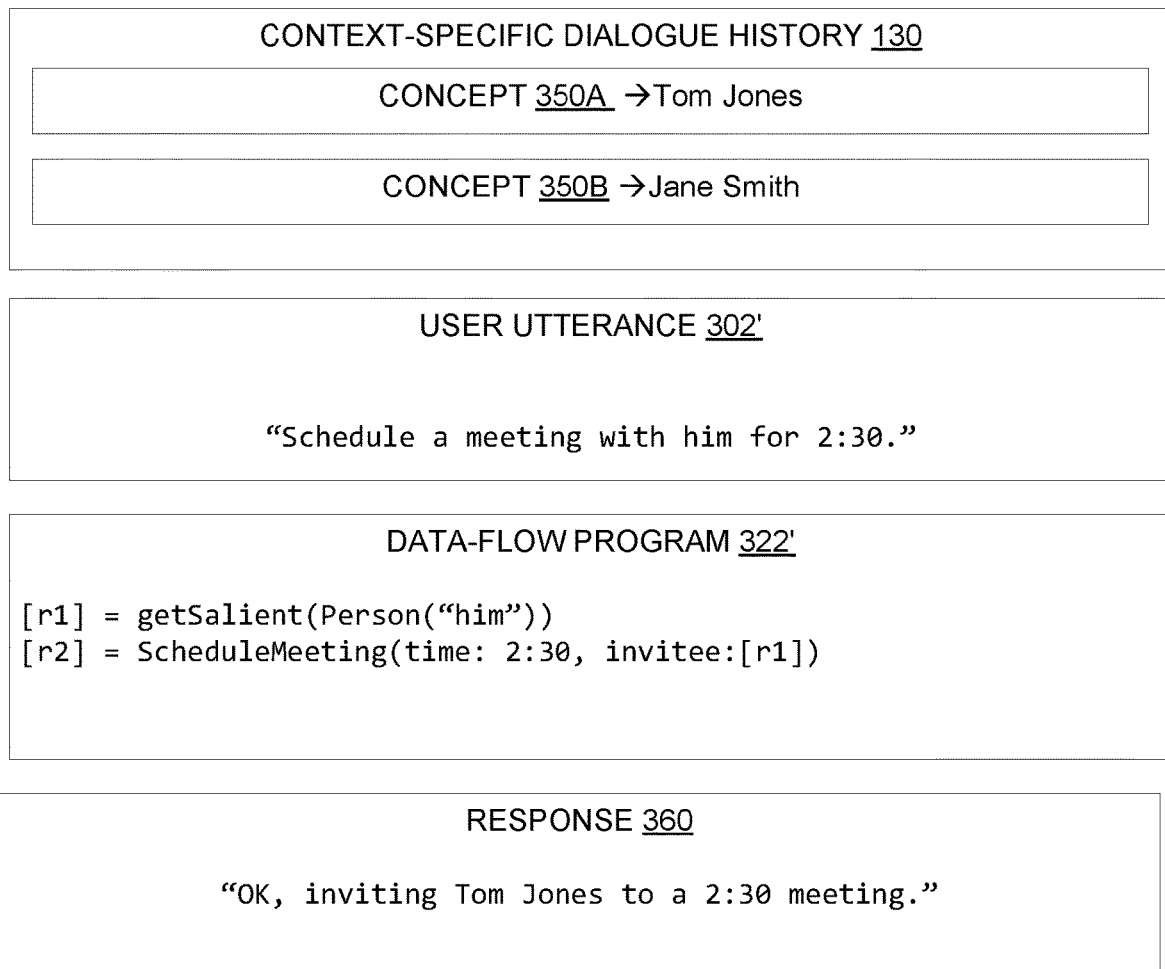 CONTEXT-SPECIFIC DIALOGUE HISTORY 130
CONCEPT 350A →Tom Jones
CONCEPT 350B →Jane Smith
USER UTTERANCE 302'
“Schedule a meeting with him for 2:30.”
DATA-FLOW PROGRAM 322'
[r1] = getSalient(Person(“him”))
[r2] = ScheduleMeeting(time: 2:30, invitee:[r1])
RESPONSE 360
“OK, inviting Tom Jones to a 2:30 meeting.”